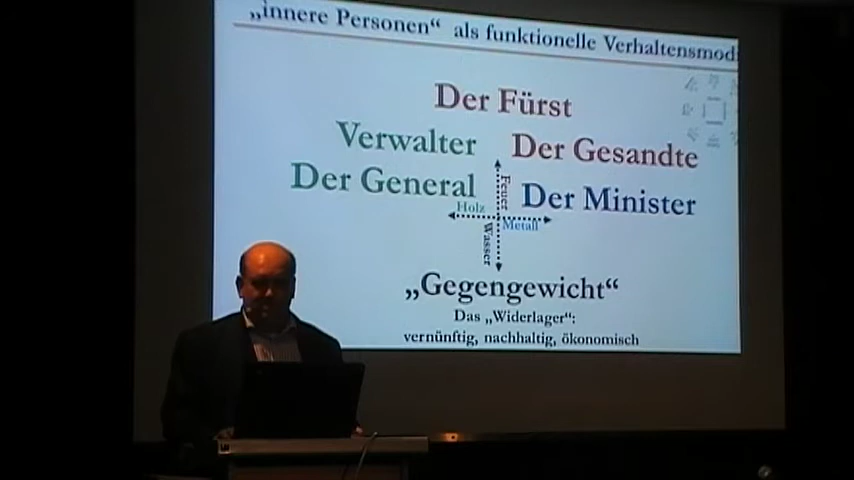 „innere Personen“ als funktionelle Verhaltensmod
Der Fürst
Verwalter
Der Gesandte
Der General
Der Minister
Feuer
Holz
Metall
Wasser
„Gegengewicht“
Das „Widerlager“:
vernünftig, nachhaltig, ökonomisch